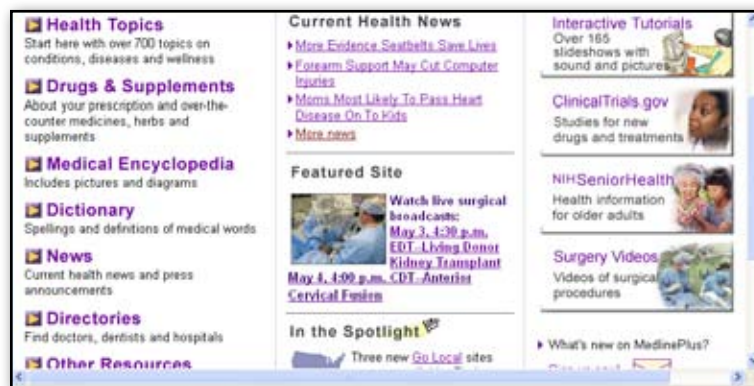 Health Topics
Start here with over 700 topics on
conditions, diseases and wellness
Drugs & Supplements
About your prescription and over-the-
counter medicines, herbs and
supplements
Medical Encyclopedia
Includes pictures and diagrams
Dictionary
Spellings and definitions of medical words
News
Current health news and press
announcements
Directories
Find doctors, dentists and hospitals
Other Resources
Current Health News
More Evidence Seatbelts Save Lives
Forearm Support May Cut Computer
Injuries
Moms Most Likely To Pass Heart
Disease On To Kids
More news
Featured Site
Watch live surgical
broadcasts:
May 3, 4:30 p.m.
EDT--Living Donor
Kidney Transplant
May 4, 4:00 p.m. CDT--Anterior
Cervical Fusion
In the Spotlight
Three new Go Local sites
Interactive Tutorials
Over 165
slideshows with
sound and pictures
ClinicalTrials.gov
Studies for new
drugs and treatments
NIHSeniorHealth
Health information
for older adults
Surgery Videos
Videos of surgical
procedures
What's new on MedlinePlus?